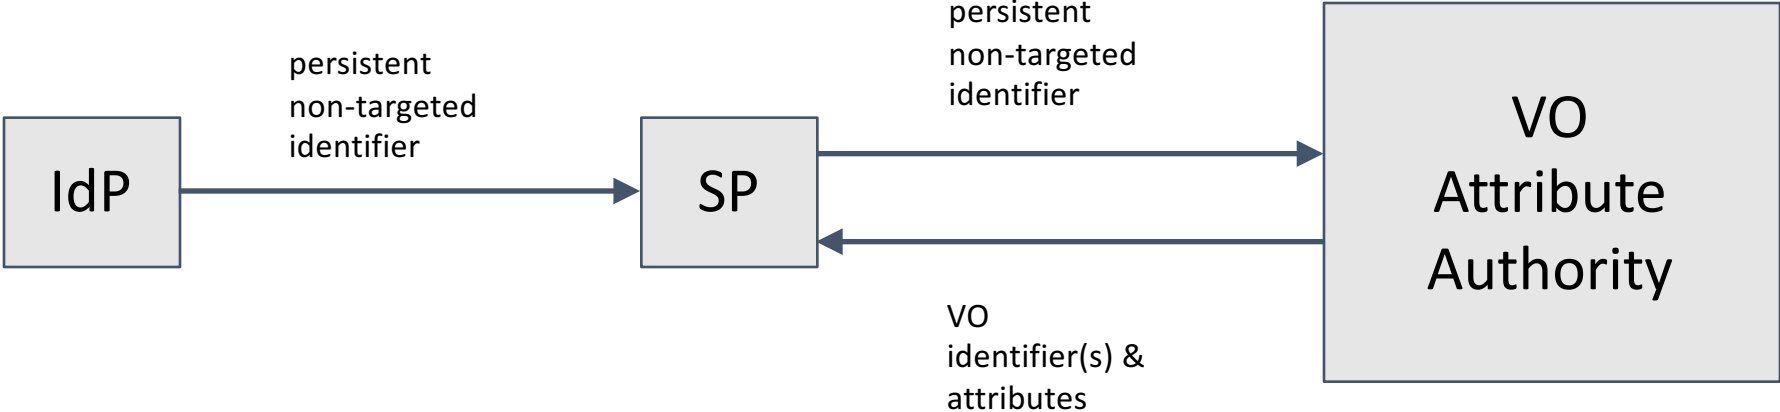 persistent
non-targeted
identifier
persistent
non-targeted
identifier
IdP
SP
VO
Attribute
Authority
VO
identifier(s) &
attributes